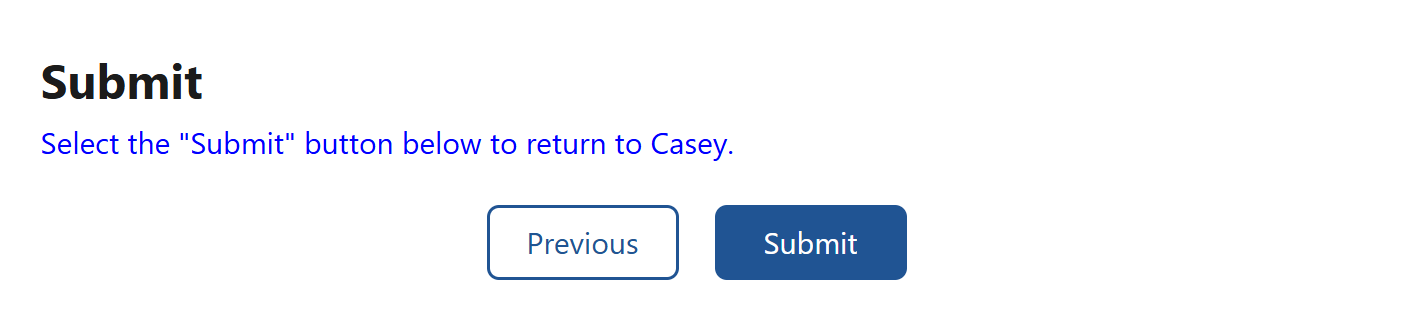 Submit
Select the "Submit" button below to return to Casey.
Previous
Submit